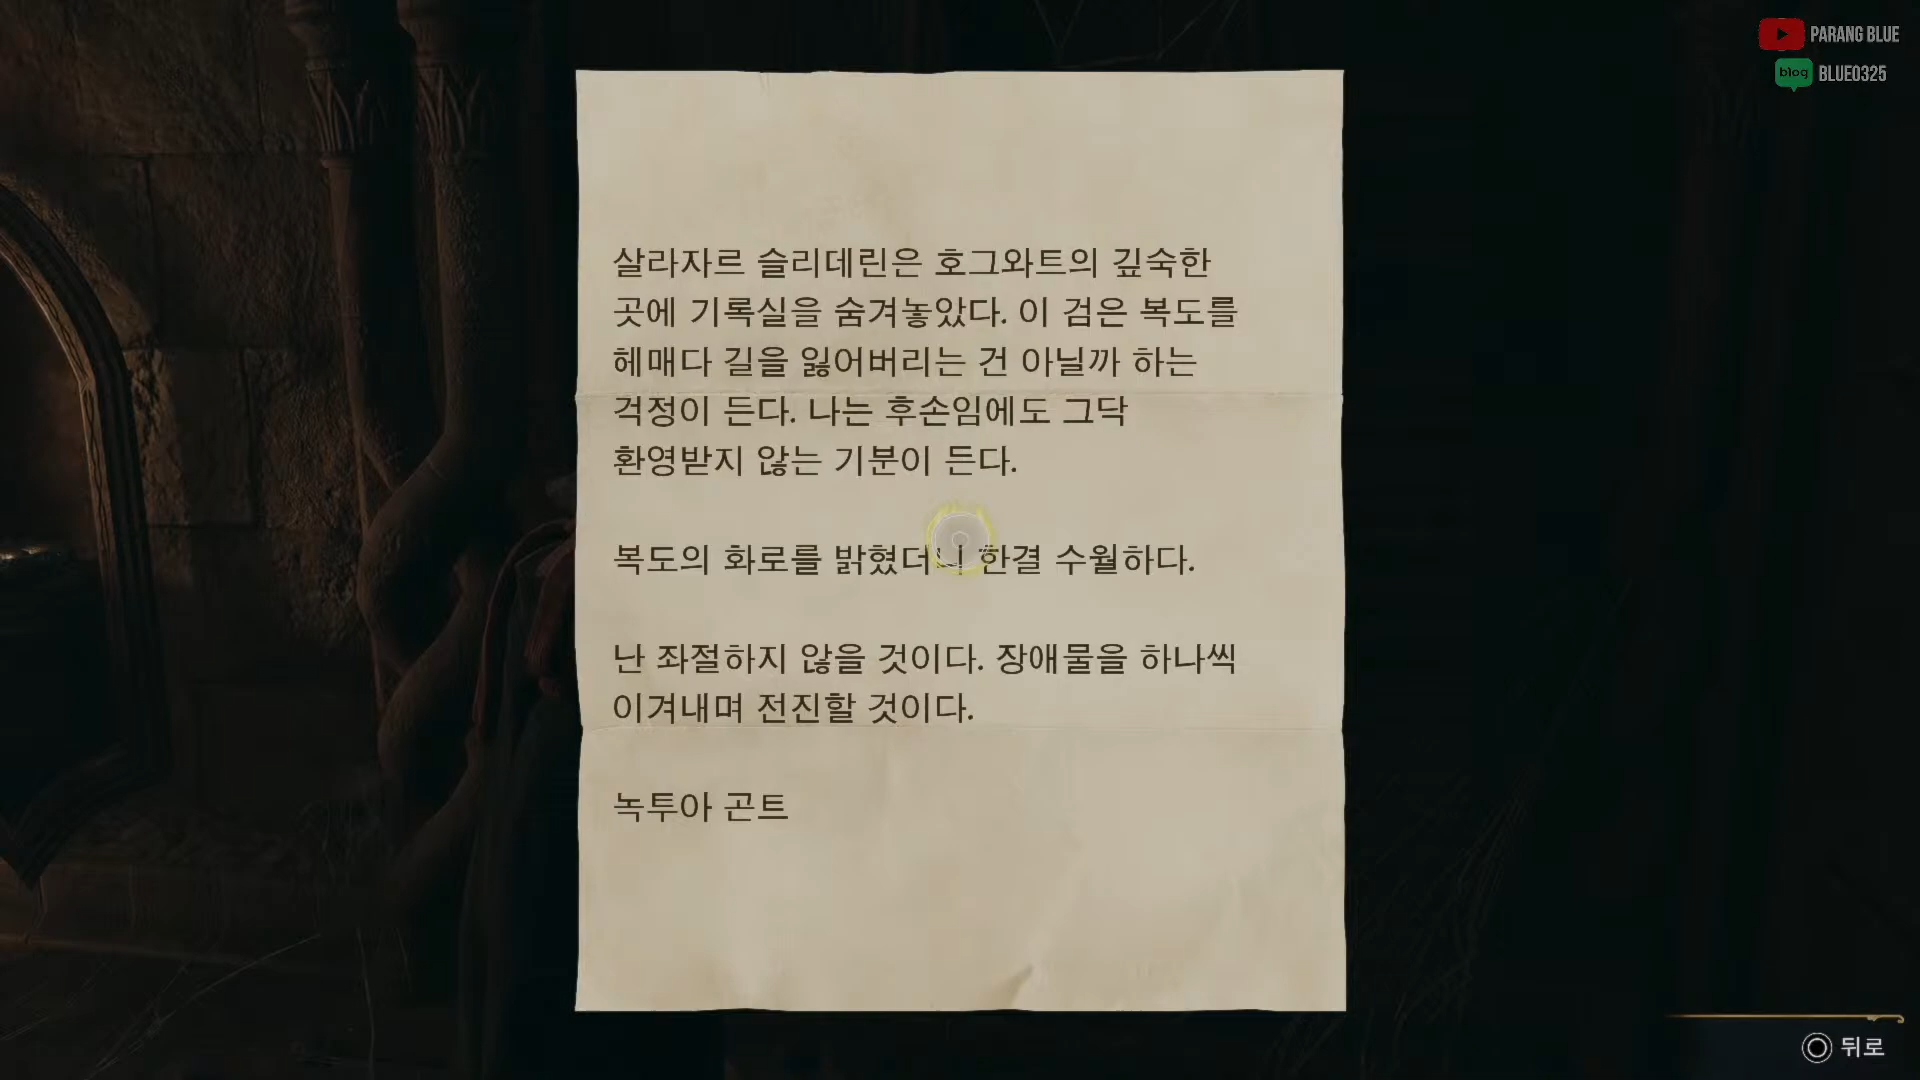 PARANG BLUE
blog BLUE0325
살라자르 슬리데린은 호그와트의 깊숙한
곳에 기록실을 숨겨놓았다. 이 검은 복도를
헤매다 길을 잃어버리는 건 아닐까 하는
걱정이 든다. 나는 후손임에도 그닥
환영받지 않는 기분이 든다.
복도의 화로를 밝혔더니 한결 수월하다.
난 좌절하지 않을 것이다. 장애물을 하나씩
이겨내며 전진할 것이다.
녹투아 곤트
뒤로